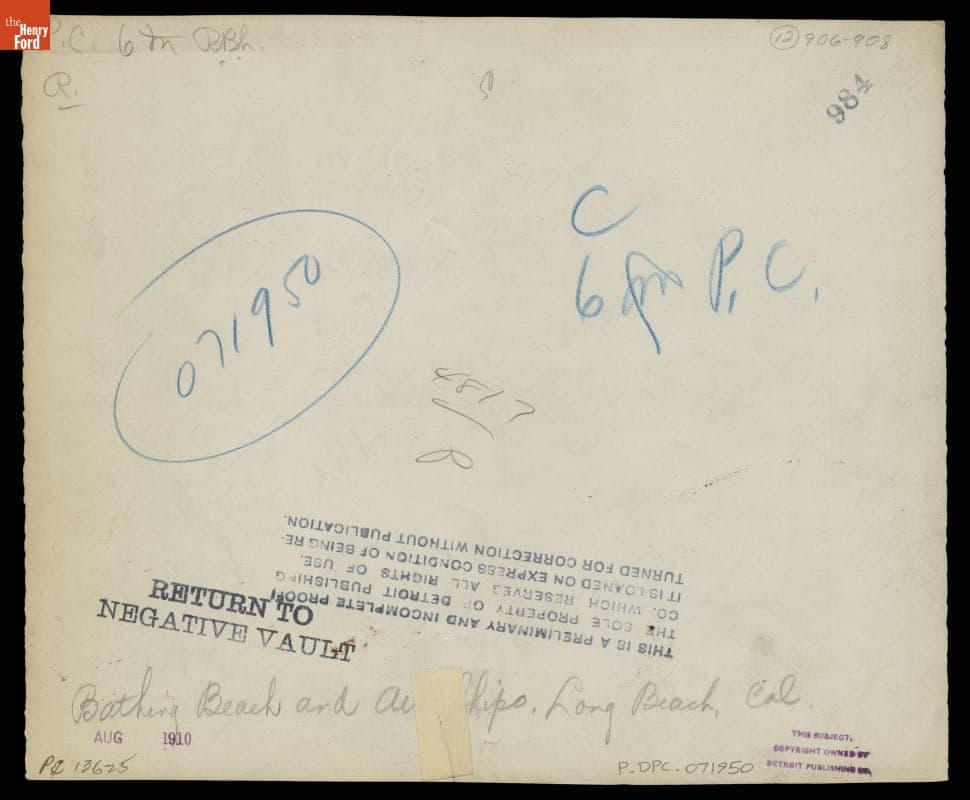 the
Henry
Ford
P.C. 6 m RBh.
R.
12 906-908
984
071950
C
6 m P.C.
4817
THIS IS A PRELIMINARY AND INCOMPLETE PROOF
THE SOLE PROPERTY OF DETROIT PUBLISHING
CO. WHICH RESERVES ALL RIGHTS OF USE.
IT IS LOANED ON EXPRESS CONDITION OF BEING RE-
TURNED FOR CORRECTION WITHOUT PUBLICATION.
RETURN TO
NEGATIVE VAULT
Bathing Beach and Ships, Long Beach, Cal.
AUG 1910
PC 13625
P.DPC.071950
THIS SUBJECT,
COPYRIGHT OWNED BY
DETROIT PUBLISHING CO.